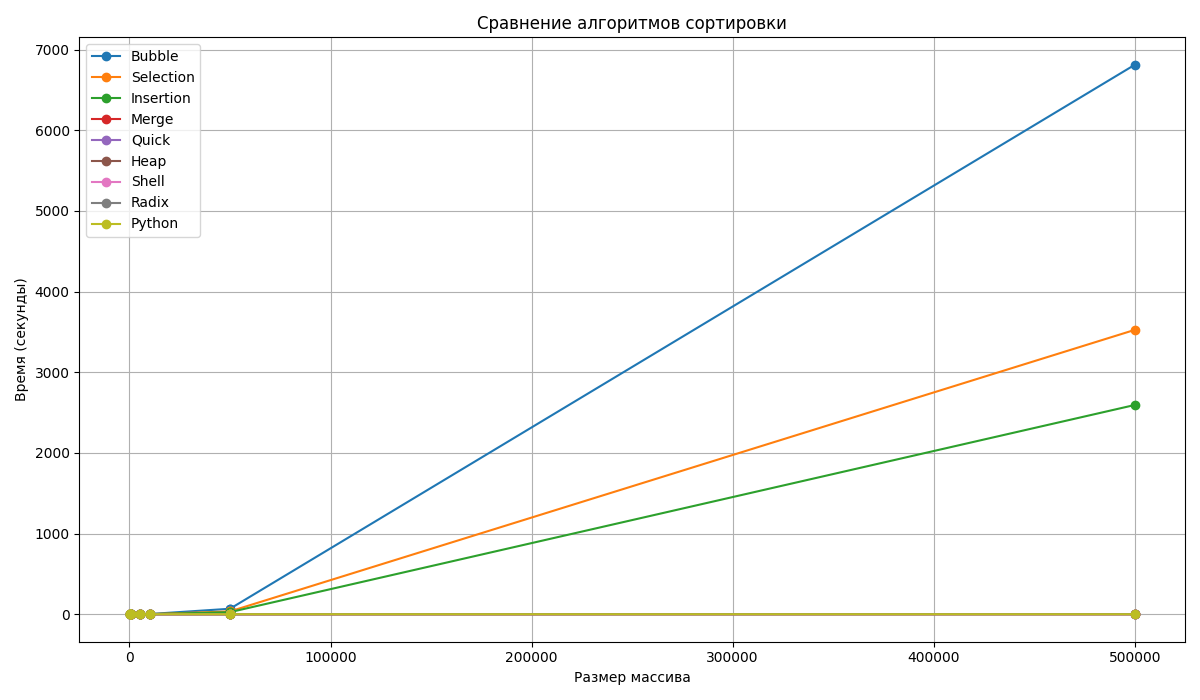 Сравнение алгоритмов сортировки
Bubble
Selection
Insertion
Merge
Quick
Heap
Shell
Radix
Python
7000
6000
5000
4000
3000
2000
1000
0
Время (секунды)
0
100000
200000
300000
400000
500000
Размер массива